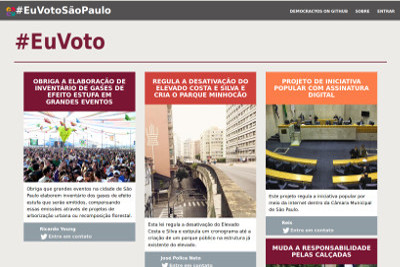 #EuVotoSãoPaulo
DEMOCRACYOS ON GITHUB SOBRE ENTRAR
#EuVoto
OBRIGA A ELABORAÇÃO DE
INVENTÁRIO DE GASES DE
EFEITO ESTUFA EM
GRANDES EVENTOS
Obriga que grandes eventos na cidade de São
Paulo elaborem inventário dos gases de efeito
estufa que serão emitidos, compensando
essas emissões através de projetos de
arborização urbana ou recomposição florestal.
Ricardo Young
Entre em contato
REGULA A DESATIVAÇÃO DO
ELEVADO COSTA E SILVA E
CRIA O PARQUE MINHOCÃO
Esta lei regula a desativação do Elevado
Costa e Silva e estipula um cronograma até a
criação de um parque público na estrutura já
existente do elevado.
José Police Neto
Entre em contato
PROJETO DE INICIATIVA
POPULAR COM ASSINATURA
DIGITAL
Este projeto regula a iniciativa popular por
meio da internet dentro da Câmara Municipal
de São Paulo.
Entre em contato
MUDA A RESPONSABILIDADE
PELAS CALÇADAS